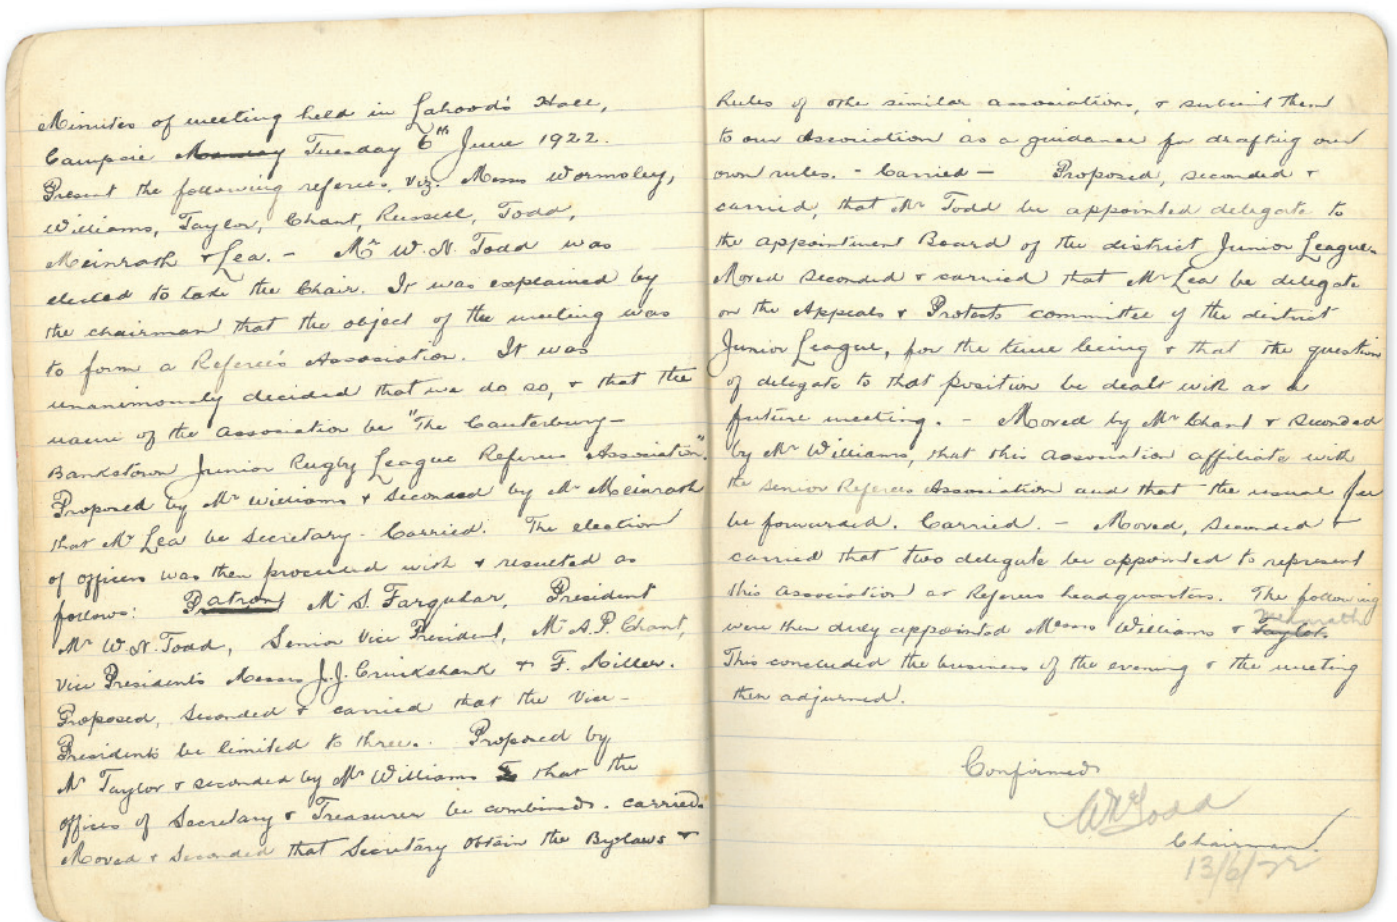 Minutes of meeting held in Lahood's Hall,
Campsie Monday Tuesday 6th June 1922.
Present the following referees, viz. Messrs Wormsley,
Williams, Taylor, Chant, Russell, Todd,
Meinrath & Lea. - Mr W. N. Todd was
elected to take the Chair. It was explained by
the chairman that the object of the meeting was
to form a Referee's Association. It was
unanimously decided that we do so, & that the
name of the Association be "The Canterbury-
Bankstown Junior Rugby League Referees Association".
Proposed by Mr Williams & seconded by Mr Meinrath
that Mr Lea be Secretary - Carried. The election
of officers was then proceeded with & resulted as
follows: Patron Mr S. Farquhar, President
Mr W. N. Todd, Senior Vice President, Mr A. P. Chant,
Vice Presidents Messrs J. J. Cruikshank & F. Miller.
Proposed, seconded & carried that the Vice-
Presidents be limited to three. Proposed by
Mr Taylor & seconded by Mr Williams that the
offices of Secretary & Treasurer be combined. carried
Moved & seconded that Secretary obtain the Bylaws &
Rules of othe similar associations, & submit them
to our Association as a guidance for drafting our
own rules. - Carried - Proposed, seconded &
carried, that Mr Todd be appointed delegate to
the appointment Board of the district Junior League.
Moved seconded & carried that Mr Lea be delegate
on the Appeals & Protests committee of the district
Junior League, for the time being & that the question
of delegate to that position be dealt with at a
future meeting. - Moved by Mr Chant & seconded
by Mr Williams, that this Association affiliate with
the senior Referees Association and that the usual fee
be forwarded. Carried. - Moved, seconded &
carried that two delegate be appointed to represent
this association at Referees headquarters. The following
were then duly appointed Messrs Williams & Taylor. Meinrath
This concluded the business of the evening & the meeting
then adjourned.
Confirmed
W N Todd
Chairman.
13/6/22